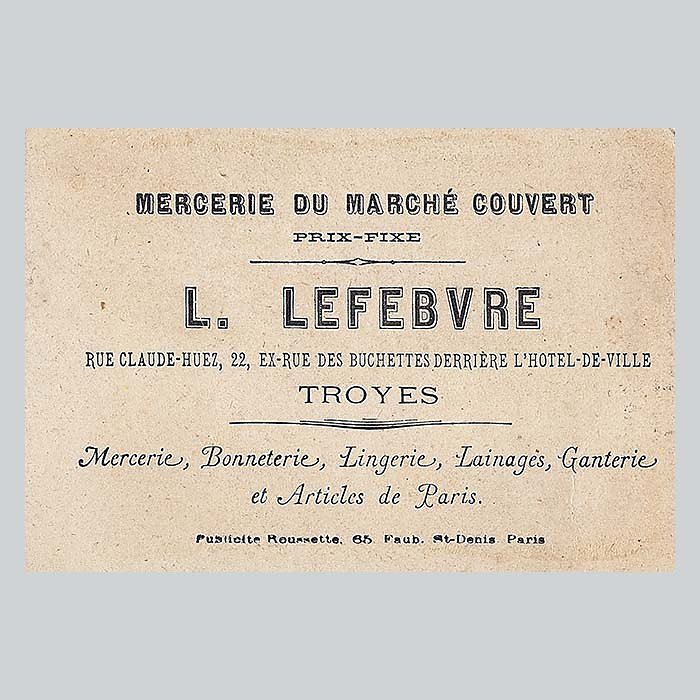 MERCERIE DU MARCHÉ COUVERT
PRIX-FIXE
L. LEFEBVRE
RUE CLAUDE-HUEZ, 22, EX-RUE DES BUCHETTES DERRIÈRE L'HOTEL-DE-VILLE
TROYES
Mercerie, Bonneterie, Lingerie, Lainages, Ganterie
et Articles de Paris.
Publicite Roussette, 65 Faub. St-Denis Paris